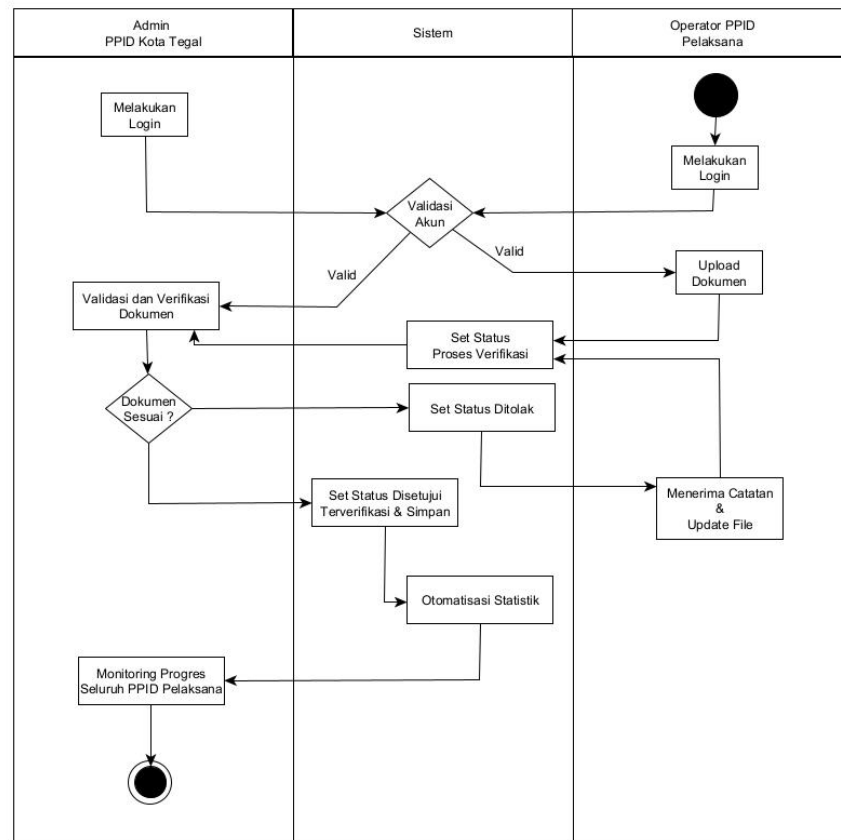 Admin
PPID Kota Tegal
Sistem
Operator PPID
Pelaksana
Melakukan
Login
Melakukan
Login
Validasi
Akun
Valid
Valid
Upload
Dokumen
Validasi dan Verifikasi
Dokumen
Set Status
Proses Verifikasi
Dokumen
Sesuai ?
Set Status Ditolak
Set Status Disetujui
Terverifikasi & Simpan
Menerima Catatan
&
Update File
Otomatisasi Statistik
Monitoring Progres
Seluruh PPID Pelaksana